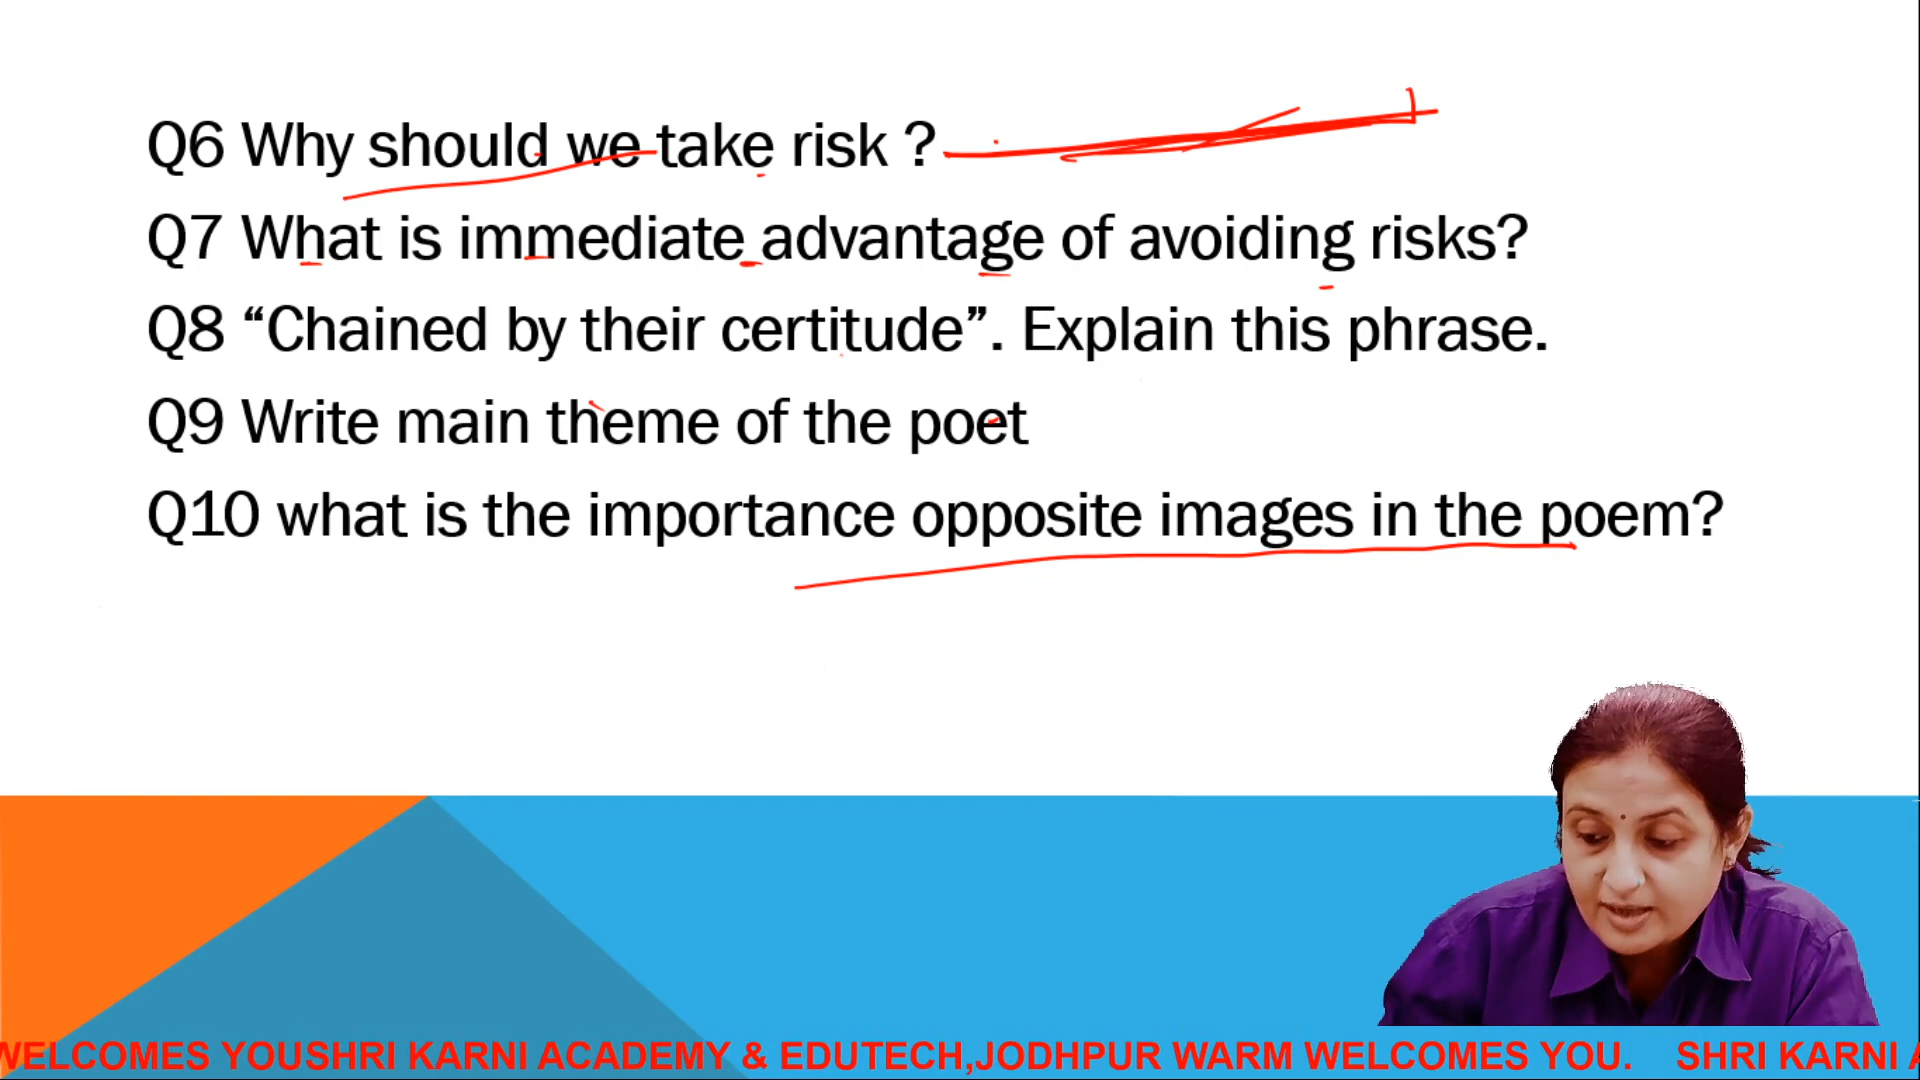 Q6 Why should we take risk ?
Q7 What is immediate advantage of avoiding risks?
Q8 “Chained by their certitude”. Explain this phrase.
Q9 Write main theme of the poet
Q10 what is the importance opposite images in the poem?
WELCOMES YOUSHRI KARNI ACADEMY & EDUTECH,JODHPUR WARM WELCOMES YOU. SHRI KARNI A